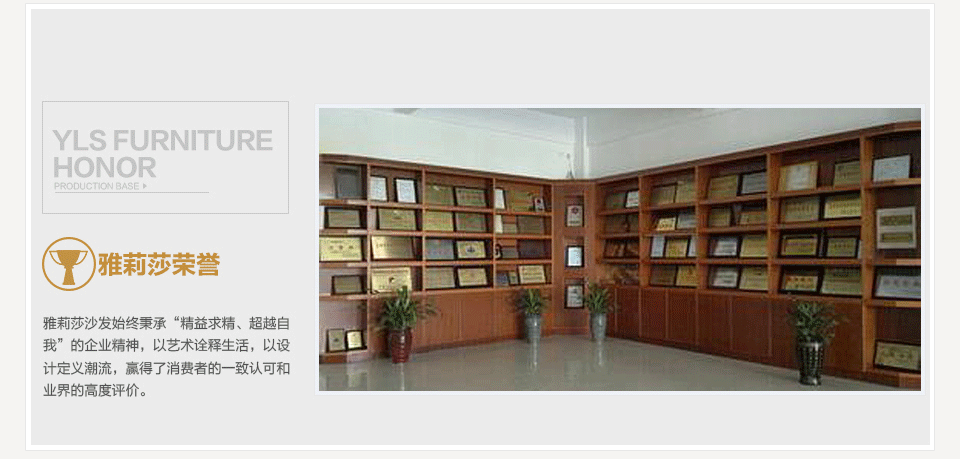 YLS FURNITURE
HONOR
PRODUCTION BASE
雅莉莎荣誉
雅莉莎沙发始终秉承“精益求精、超越自
我”的企业精神，以艺术诠释生活，以设
计定义潮流，赢得了消费者的一致认可和
业界的高度评价。